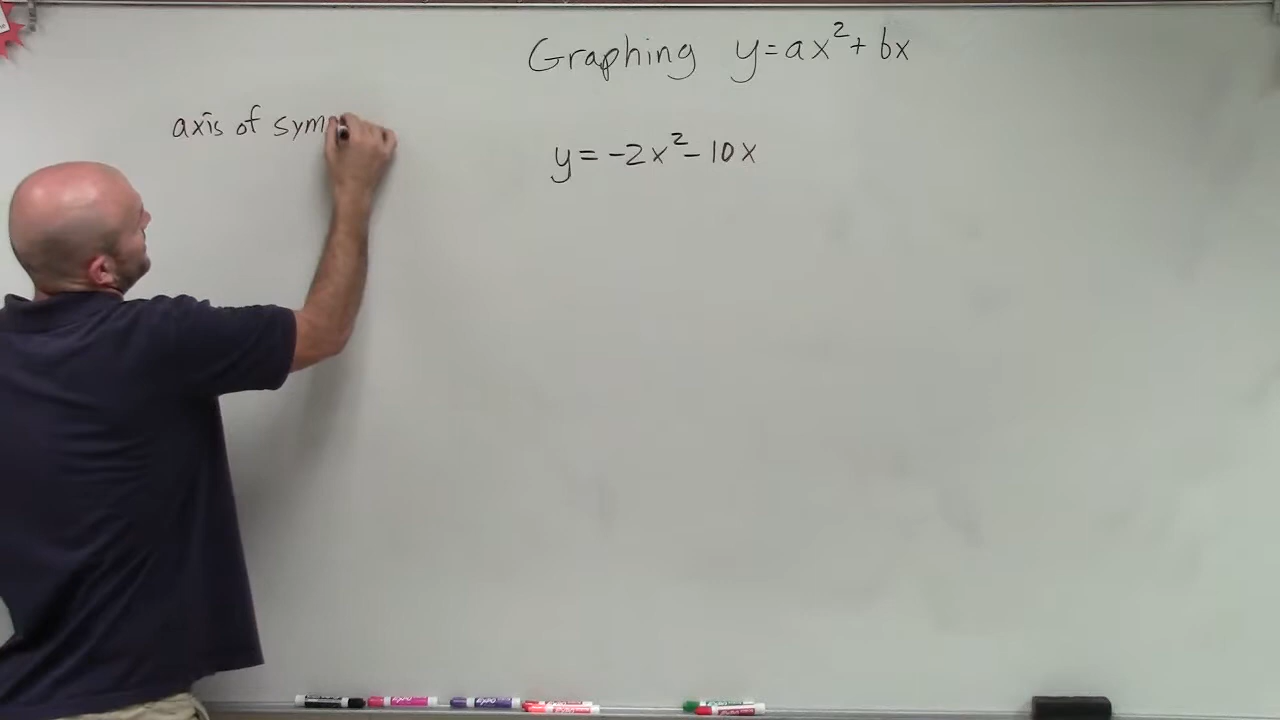 Graphing y=ax²+bx
axis of sym
y=-2x²-10x